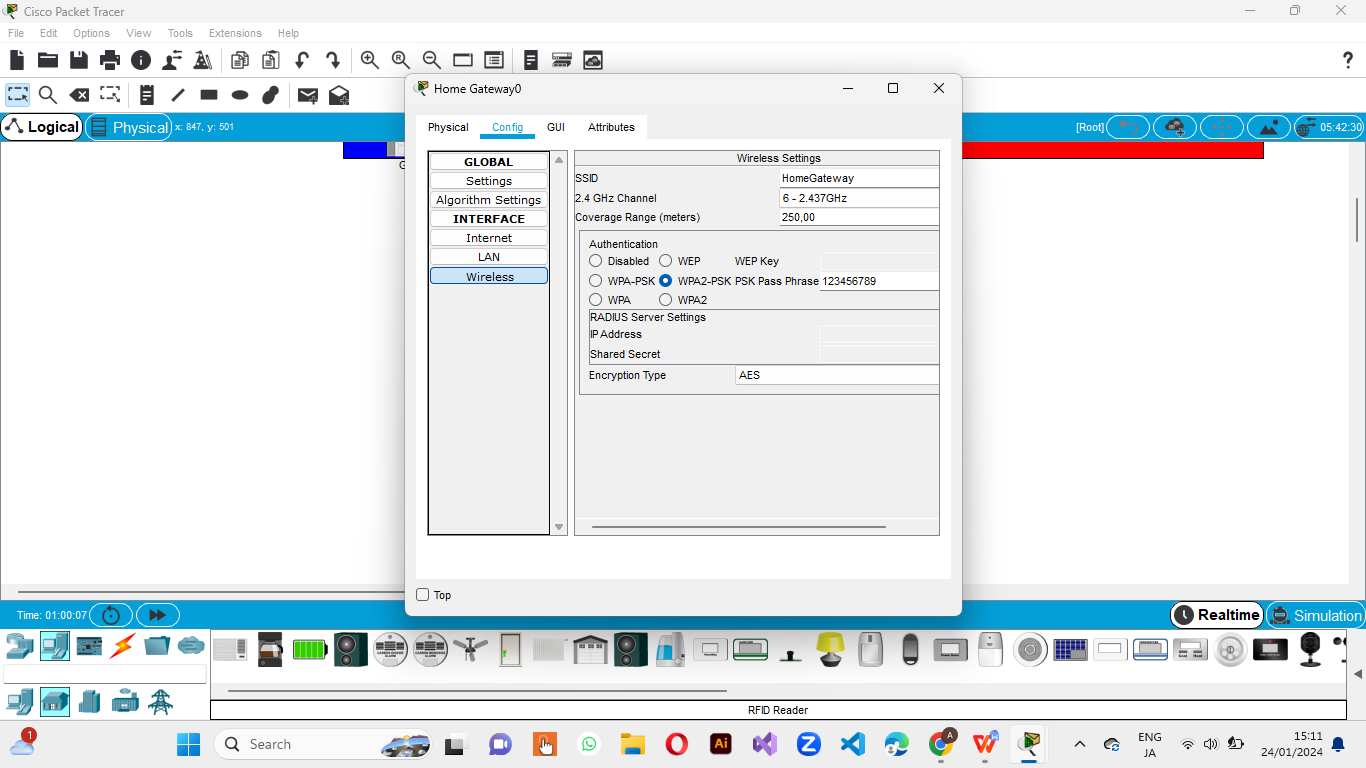 Cisco Packet Tracer
File Edit Options View Tools Extensions Help
Home Gateway0
Logical
Physical
x: 847, y: 501
[Root]
05:42:30
Physical Config GUI Attributes
GLOBAL
Settings
Algorithm Settings
INTERFACE
Internet
LAN
Wireless
Wireless Settings
SSID HomeGateway
2.4 GHz Channel 6 - 2.437GHz
Coverage Range (meters) 250,00
Authentication
Disabled WEP WEP Key
WPA-PSK WPA2-PSK PSK Pass Phrase 123456789
WPA WPA2
RADIUS Server Settings
IP Address
Shared Secret
Encryption Type AES
Top
Time: 01:00:07
Realtime
Simulation
RFID Reader
1
Search
ENG
JA
15:11
24/01/2024